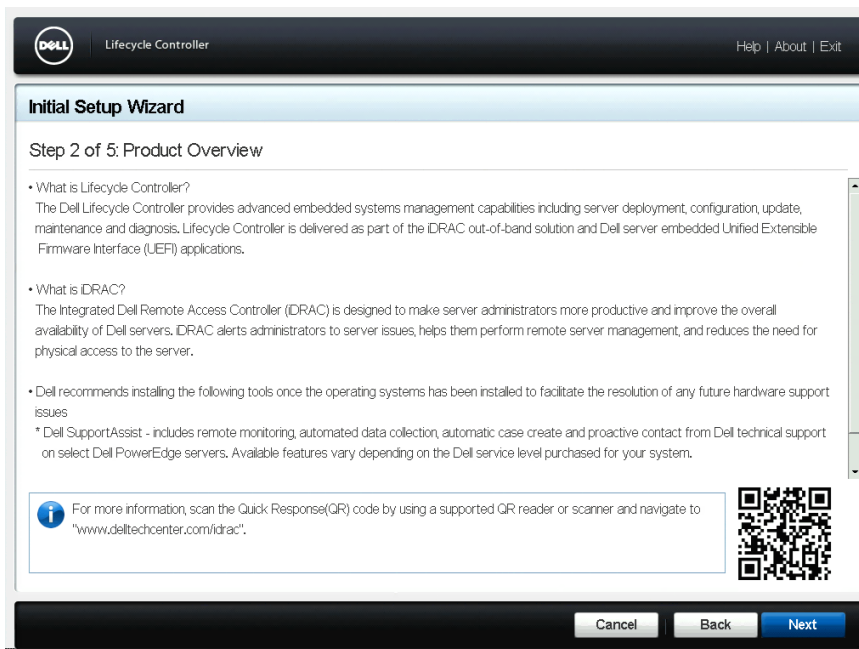 DELL
Lifecycle Controller
Help | About | Exit
Initial Setup Wizard
Step 2 of 5: Product Overview
• What is Lifecycle Controller?
The Dell Lifecycle Controller provides advanced embedded systems management capabilities including server deployment, configuration, update,
maintenance and diagnosis. Lifecycle Controller is delivered as part of the iDRAC out-of-band solution and Dell server embedded Unified Extensible
Firmware Interface (UEFI) applications.
• What is iDRAC?
The Integrated Dell Remote Access Controller (iDRAC) is designed to make server administrators more productive and improve the overall
availability of Dell servers. iDRAC alerts administrators to server issues, helps them perform remote server management, and reduces the need for
physical access to the server.
• Dell recommends installing the following tools once the operating systems has been installed to facilitate the resolution of any future hardware support
issues
* Dell SupportAssist - includes remote monitoring, automated data collection, automatic case create and proactive contact from Dell technical support
on select Dell PowerEdge servers. Available features vary depending on the Dell service level purchased for your system.
For more information, scan the Quick Response(QR) code by using a supported QR reader or scanner and navigate to
"www.delltechcenter.com/idrac".
Cancel
Back
Next